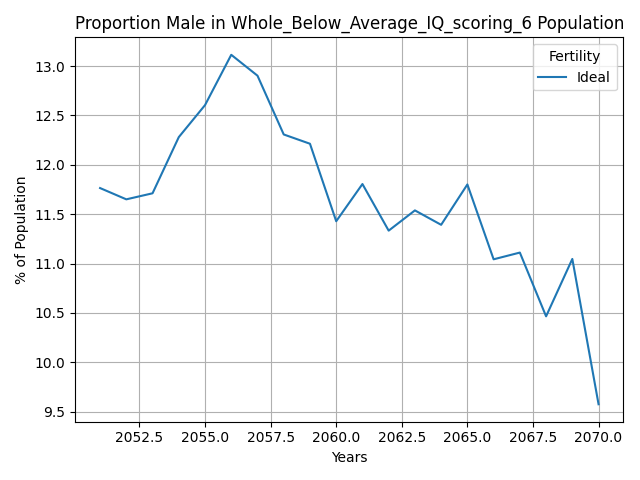 Proportion Male in Whole_Below_Average_IQ_scoring_6 Population
Fertility
Ideal
13.0
12.5
12.0
11.5
11.0
10.5
10.0
9.5
% of Population
2052.5 2055.0 2057.5 2060.0 2062.5 2065.0 2067.5 2070.0
Years